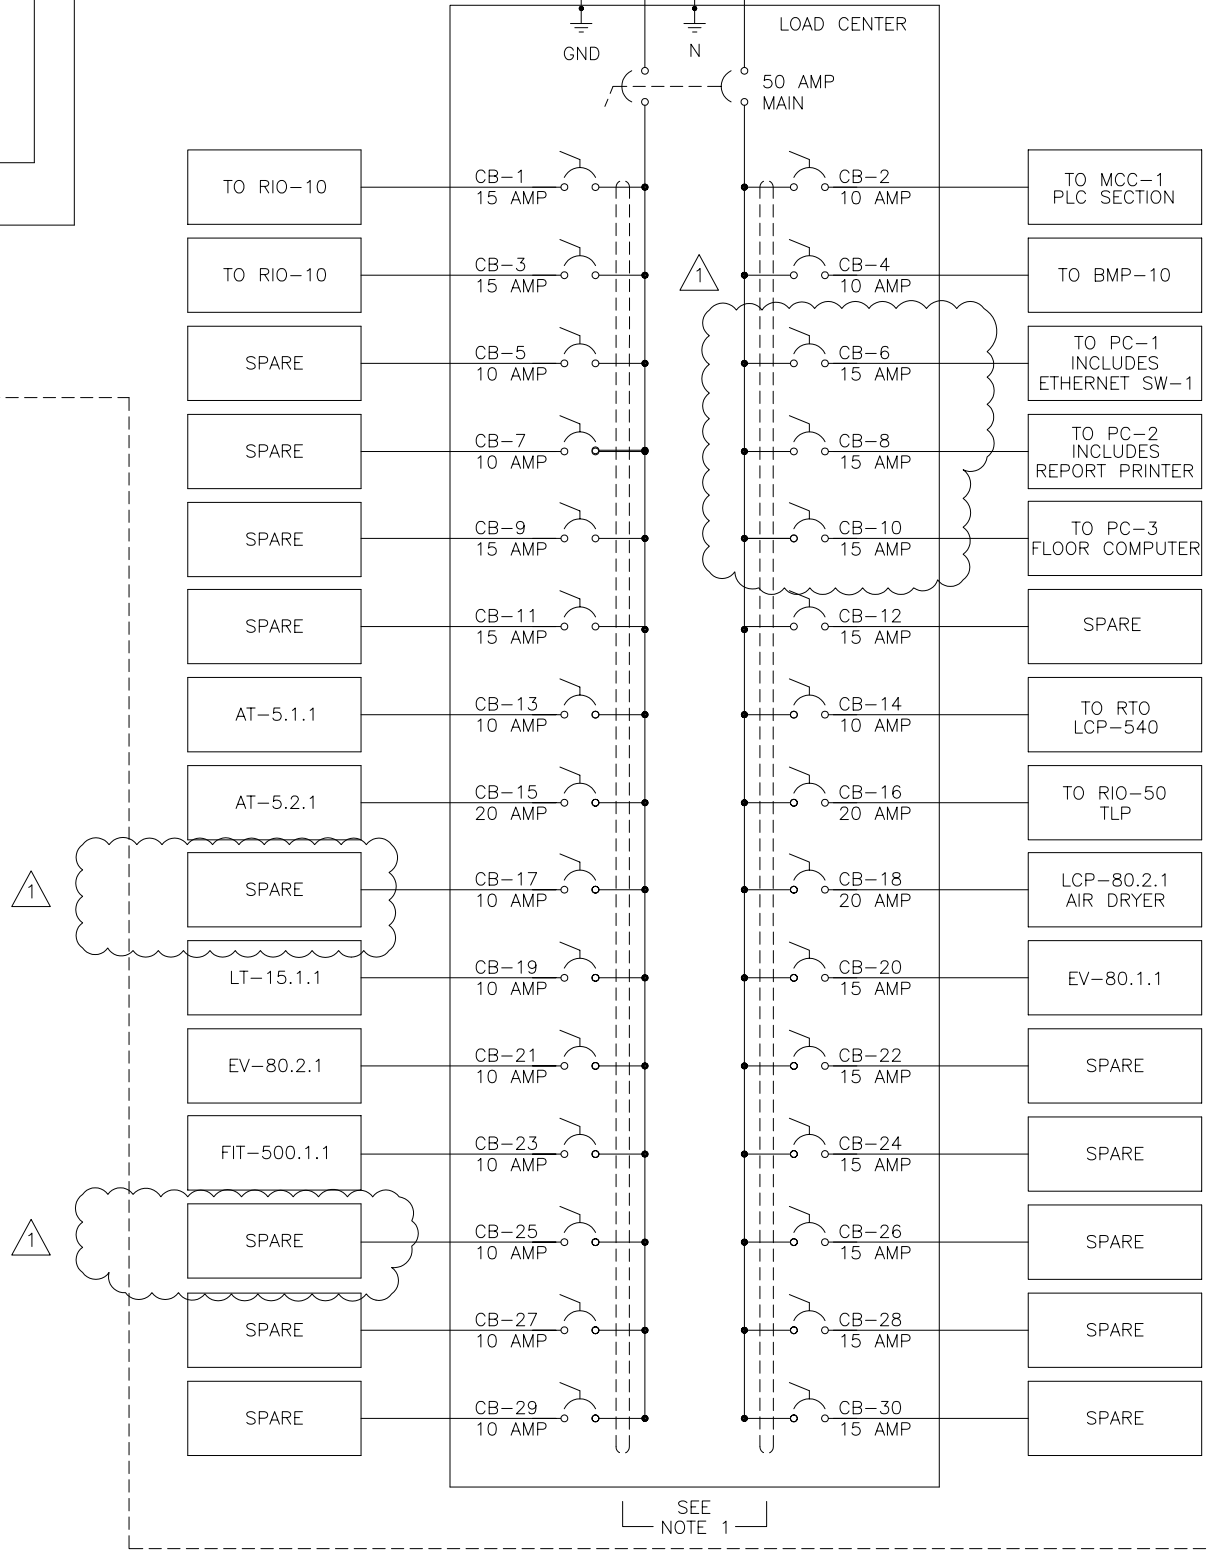 LOAD CENTER
GND
N
50 AMP
MAIN
TO RIO-10
CB-1
15 AMP
CB-2
10 AMP
TO MCC-1
PLC SECTION
TO RIO-10
CB-3
15 AMP
1
CB-4
10 AMP
TO BMP-10
SPARE
CB-5
10 AMP
CB-6
15 AMP
TO PC-1
INCLUDES
ETHERNET SW-1
SPARE
CB-7
10 AMP
CB-8
15 AMP
TO PC-2
INCLUDES
REPORT PRINTER
SPARE
CB-9
15 AMP
CB-10
15 AMP
TO PC-3
FLOOR COMPUTER
SPARE
CB-11
15 AMP
CB-12
15 AMP
SPARE
AT-5.1.1
CB-13
10 AMP
CB-14
10 AMP
TO RTO
LCP-540
AT-5.2.1
CB-15
20 AMP
CB-16
20 AMP
TO RIO-50
TLP
1
SPARE
CB-17
10 AMP
CB-18
20 AMP
LCP-80.2.1
AIR DRYER
LT-15.1.1
CB-19
10 AMP
CB-20
15 AMP
EV-80.1.1
EV-80.2.1
CB-21
10 AMP
CB-22
15 AMP
SPARE
FIT-500.1.1
CB-23
10 AMP
CB-24
15 AMP
SPARE
1
SPARE
CB-25
10 AMP
CB-26
15 AMP
SPARE
SPARE
CB-27
10 AMP
CB-28
15 AMP
SPARE
SPARE
CB-29
10 AMP
CB-30
15 AMP
SPARE
SEE
NOTE 1